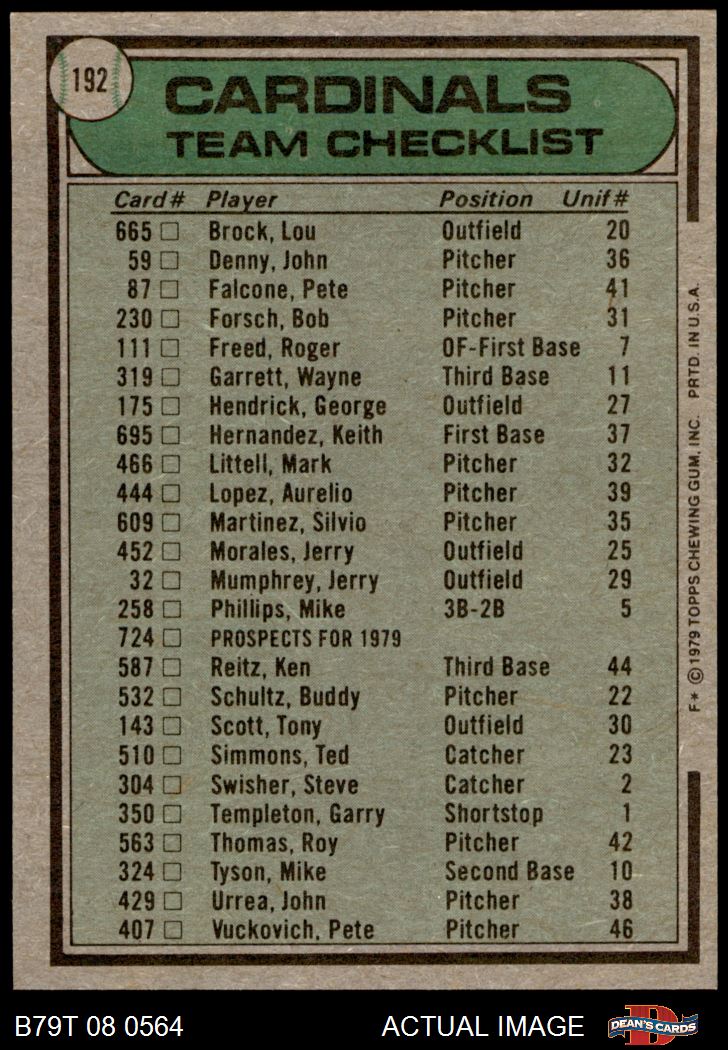 192
CARDINALS
TEAM CHECKLIST
Card # Player Position Unif #
665 Brock, Lou Outfield 20
59 Denny, John Pitcher 36
87 Falcone, Pete Pitcher 41
230 Forsch, Bob Pitcher 31
111 Freed, Roger OF-First Base 7
319 Garrett, Wayne Third Base 11
175 Hendrick, George Outfield 27
695 Hernandez, Keith First Base 37
466 Littell, Mark Pitcher 32
444 Lopez, Aurelio Pitcher 39
609 Martinez, Silvio Pitcher 35
452 Morales, Jerry Outfield 25
32 Mumphrey, Jerry Outfield 29
258 Phillips, Mike 3B-2B 5
724 PROSPECTS FOR 1979
587 Reitz, Ken Third Base 44
532 Schultz, Buddy Pitcher 22
143 Scott, Tony Outfield 30
510 Simmons, Ted Catcher 23
304 Swisher, Steve Catcher 2
350 Templeton, Garry Shortstop 1
563 Thomas, Roy Pitcher 42
324 Tyson, Mike Second Base 10
429 Urrea, John Pitcher 38
407 Vuckovich, Pete Pitcher 46
F* © 1979 TOPPS CHEWING GUM, INC. PRTD. IN U.S.A.
B79T 08 0564 ACTUAL IMAGE
D
DEAN'S CARDS